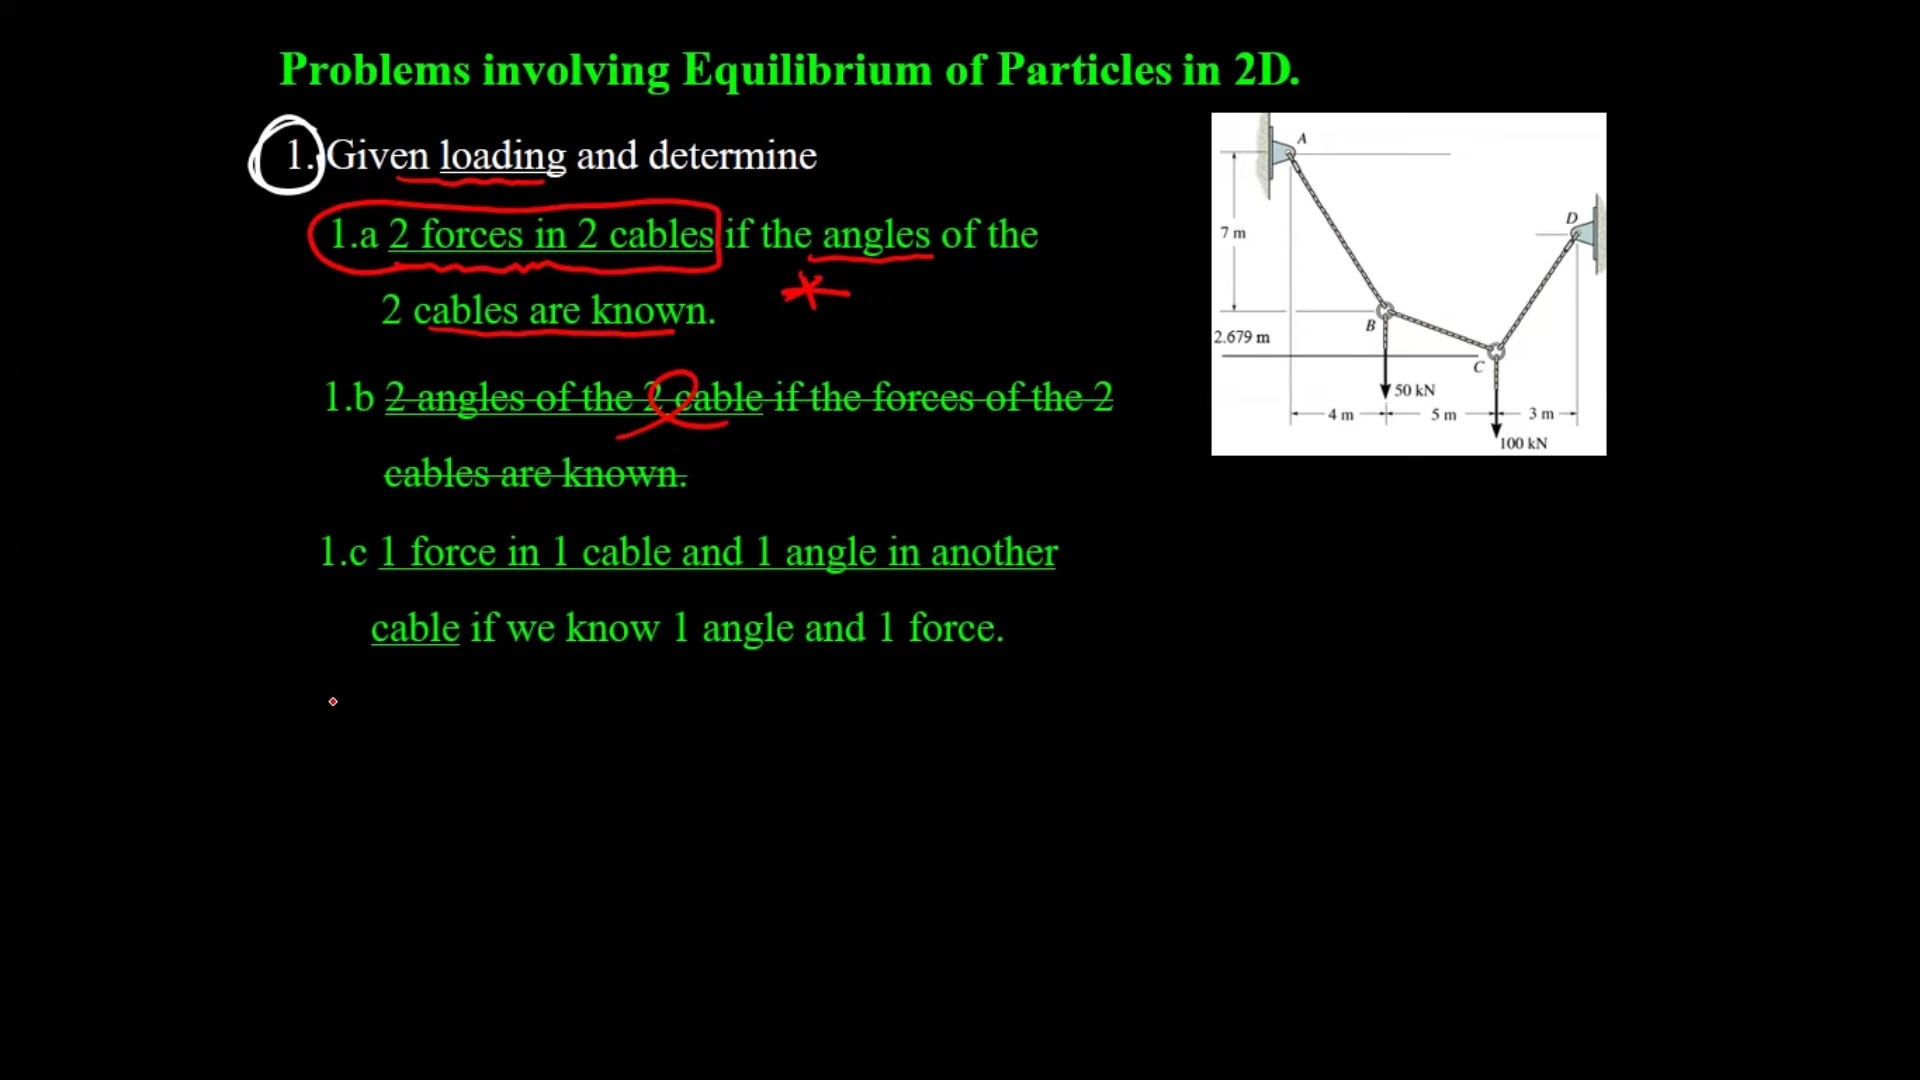 Problems involving Equilibrium of Particles in 2D.
1. Given loading and determine
1.a 2 forces in 2 cables if the angles of the
2 cables are known.
1.b 2 angles of the 2 cable if the forces of the 2
cables are known.
1.c 1 force in 1 cable and 1 angle in another
cable if we know 1 angle and 1 force.
A
D
7 m
B
2.679 m
C
50 kN
4 m
5 m
3 m
100 kN